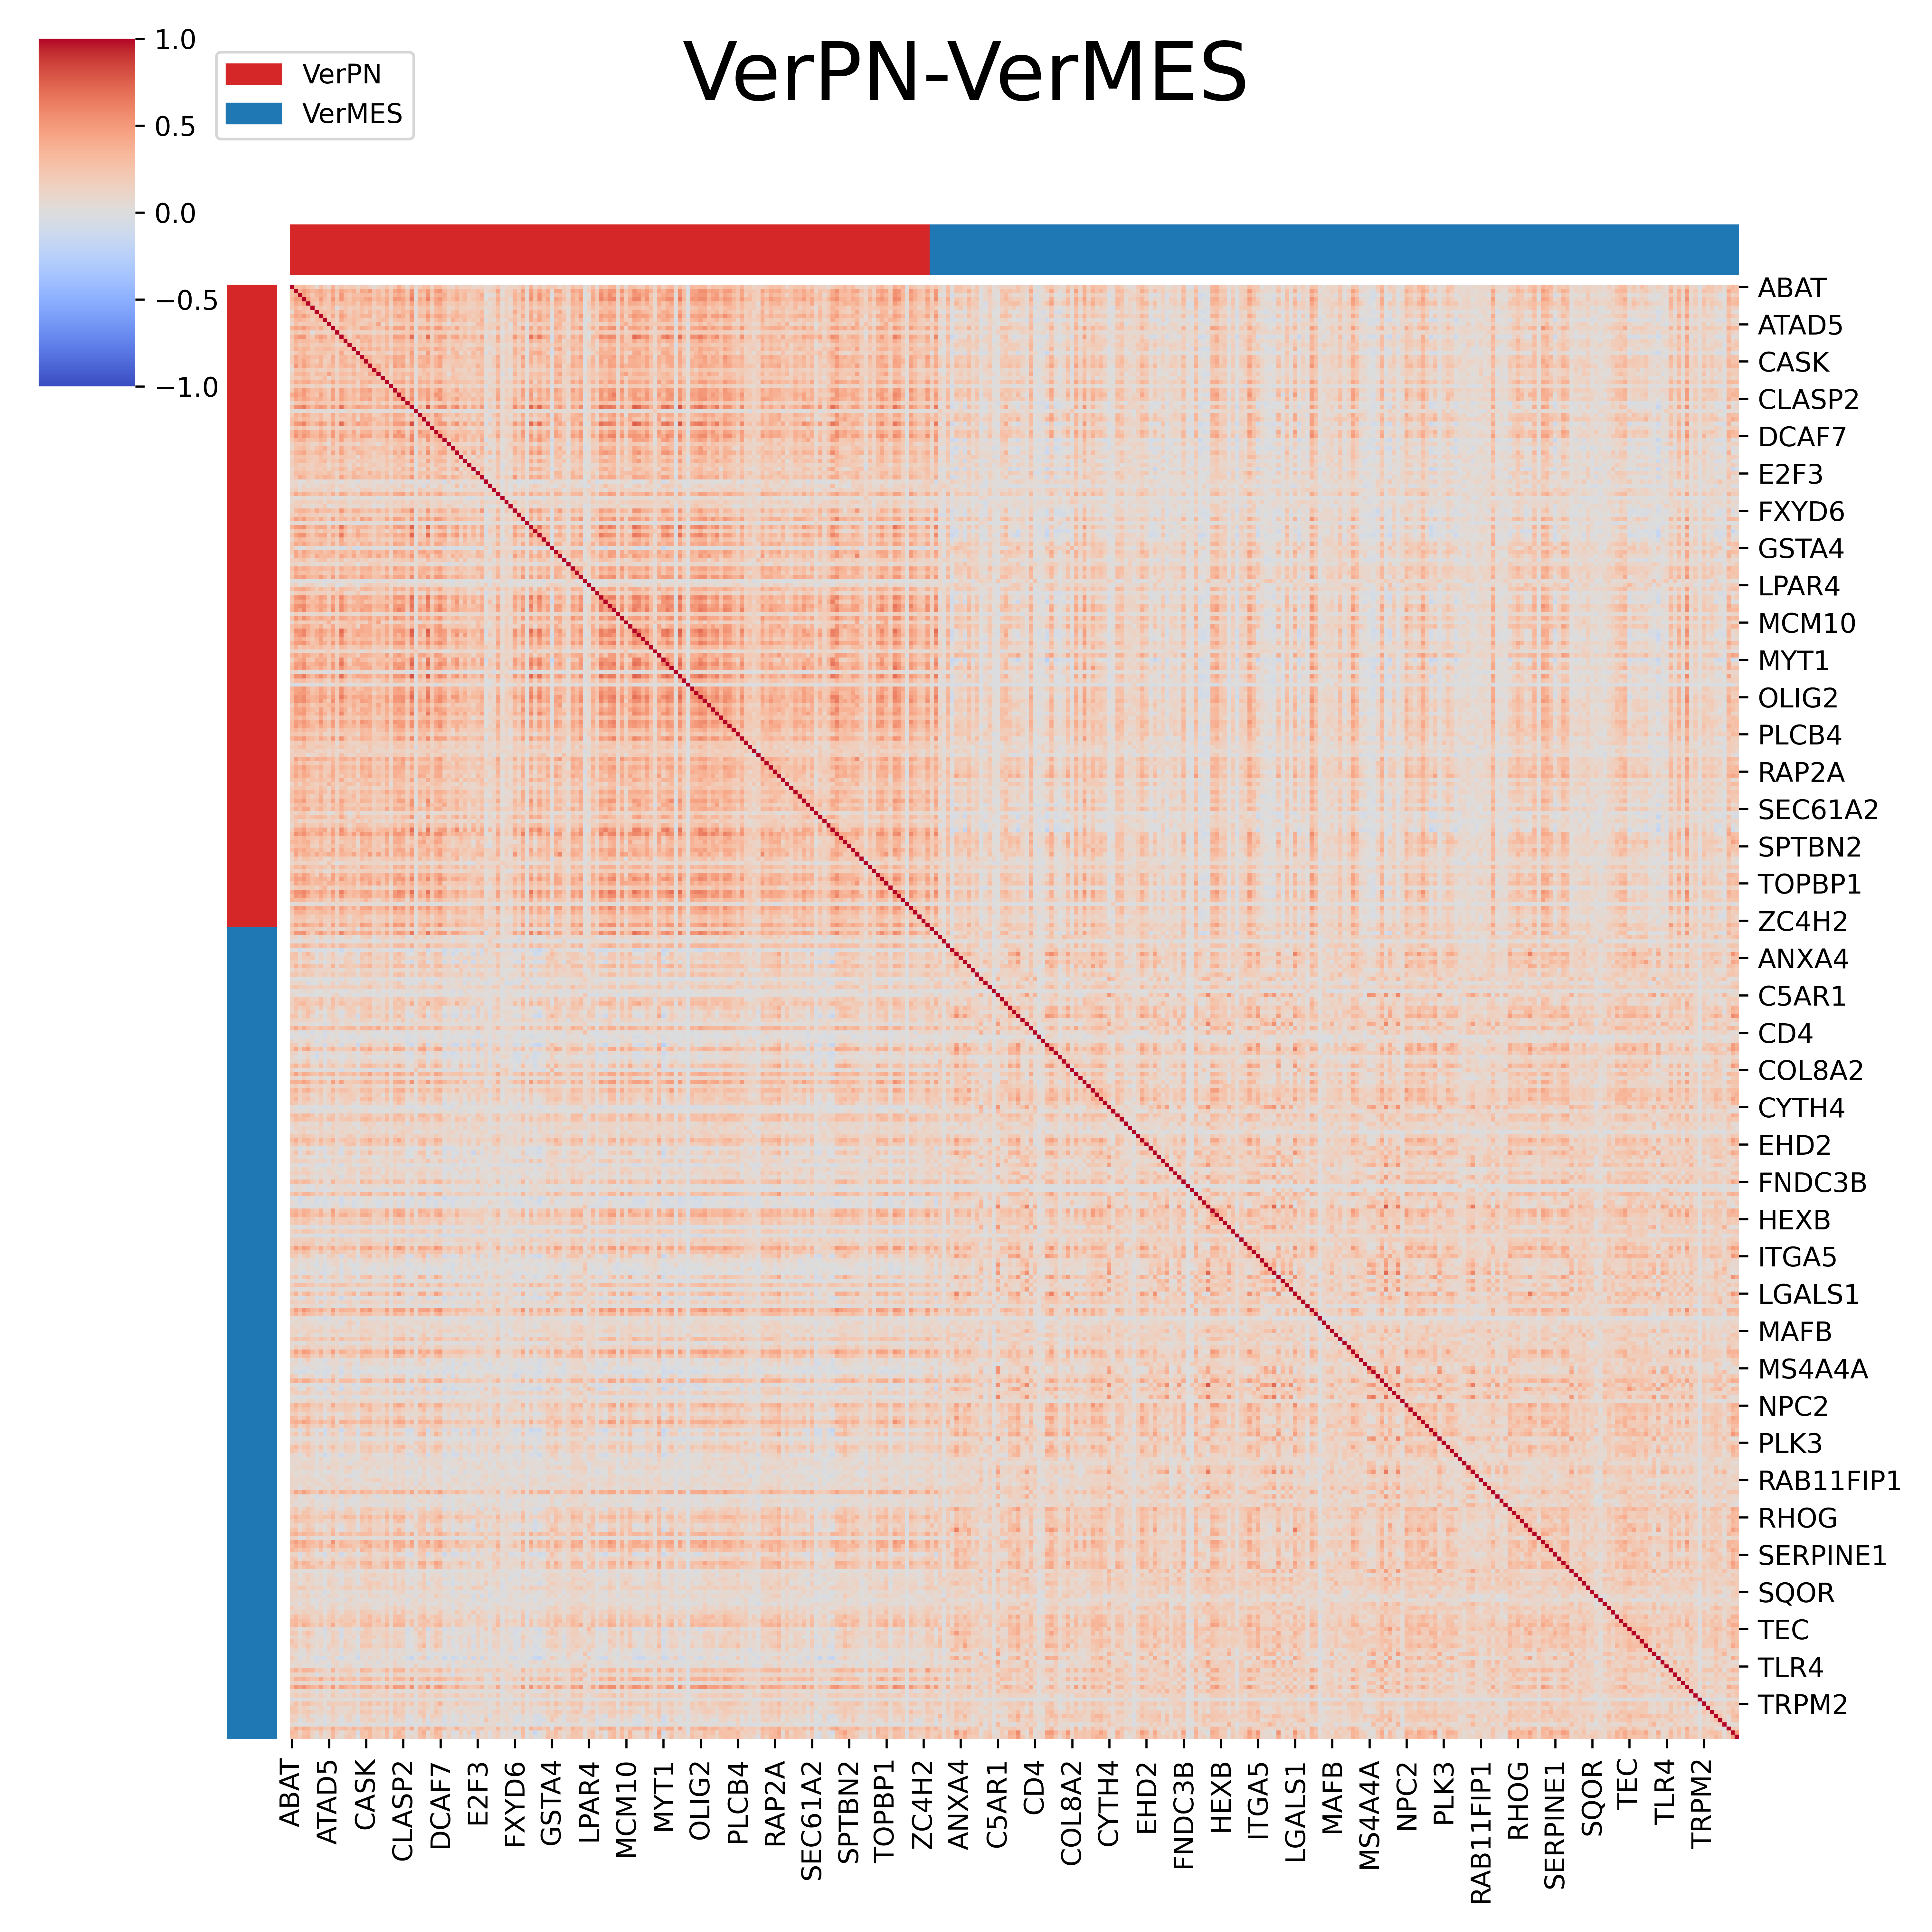 VerPN-VerMES
1.0
0.5
0.0
−0.5
−1.0
VerPN
VerMES
ABAT
ATAD5
CASK
CLASP2
DCAF7
E2F3
FXYD6
GSTA4
LPAR4
MCM10
MYT1
OLIG2
PLCB4
RAP2A
SEC61A2
SPTBN2
TOPBP1
ZC4H2
ANXA4
C5AR1
CD4
COL8A2
CYTH4
EHD2
FNDC3B
HEXB
ITGA5
LGALS1
MAFB
MS4A4A
NPC2
PLK3
RAB11FIP1
RHOG
SERPINE1
SQOR
TEC
TLR4
TRPM2
ABAT
ATAD5
CASK
CLASP2
DCAF7
E2F3
FXYD6
GSTA4
LPAR4
MCM10
MYT1
OLIG2
PLCB4
RAP2A
SEC61A2
SPTBN2
TOPBP1
ZC4H2
ANXA4
C5AR1
CD4
COL8A2
CYTH4
EHD2
FNDC3B
HEXB
ITGA5
LGALS1
MAFB
MS4A4A
NPC2
PLK3
RAB11FIP1
RHOG
SERPINE1
SQOR
TEC
TLR4
TRPM2